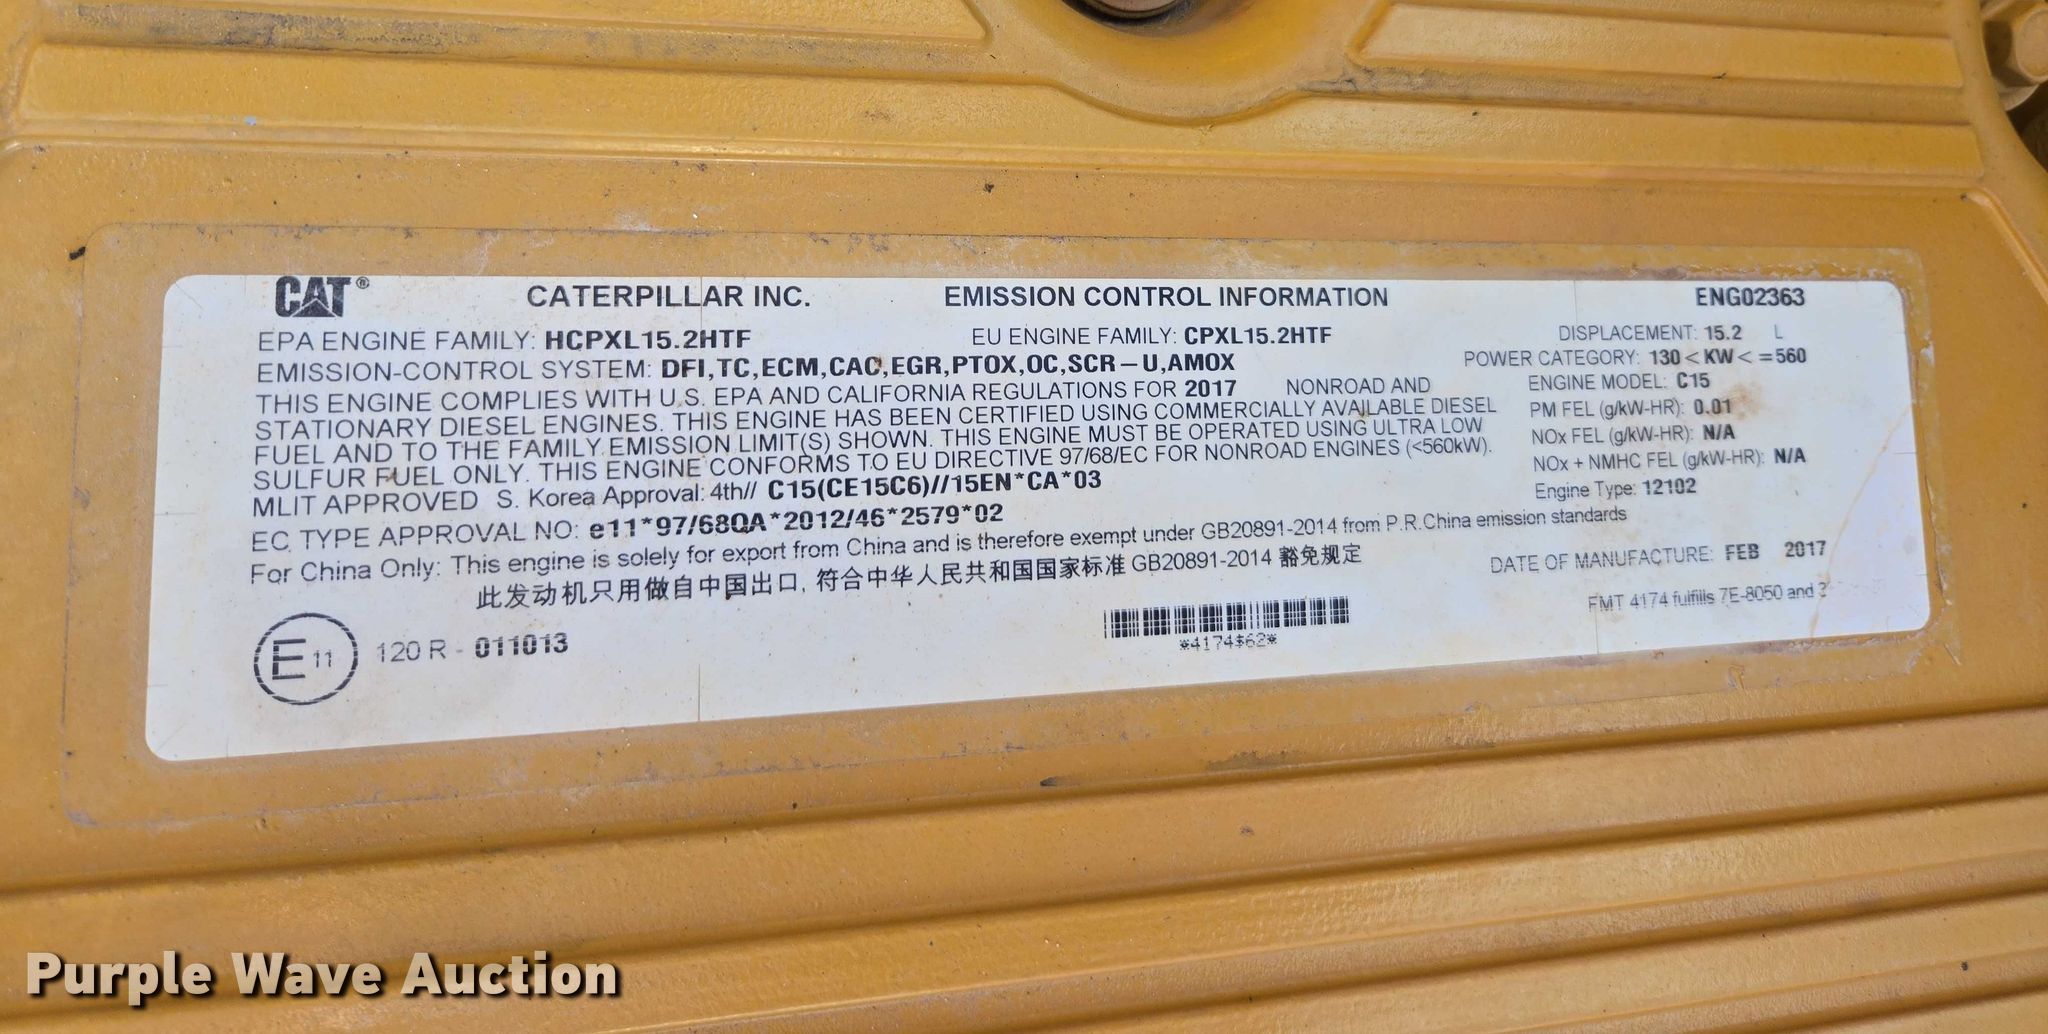 CAT® CATERPILLAR INC. EMISSION CONTROL INFORMATION ENG02363
EPA ENGINE FAMILY: HCPXL15.2HTF EU ENGINE FAMILY: CPXL15.2HTF DISPLACEMENT: 15.2 L
EMISSION-CONTROL SYSTEM: DFI,TC,ECM,CAC,EGR,PTOX,OC,SCR-U,AMOX POWER CATEGORY: 130<KW<=560
THIS ENGINE COMPLIES WITH U.S. EPA AND CALIFORNIA REGULATIONS FOR 2017 NONROAD AND ENGINE MODEL: C15
STATIONARY DIESEL ENGINES. THIS ENGINE HAS BEEN CERTIFIED USING COMMERCIALLY AVAILABLE DIESEL PM FEL (g/kW-HR): 0.01
FUEL AND TO THE FAMILY EMISSION LIMIT(S) SHOWN. THIS ENGINE MUST BE OPERATED USING ULTRA LOW NOx FEL (g/kW-HR): N/A
SULFUR FUEL ONLY. THIS ENGINE CONFORMS TO EU DIRECTIVE 97/68/EC FOR NONROAD ENGINES (<560kW). NOx + NMHC FEL (g/kW-HR): N/A
MLIT APPROVED S. Korea Approval: 4th// C15(CE15C6)//15EN*CA*03 Engine Type: 12102
EC TYPE APPROVAL NO: e11*97/68QA*2012/46*2579*02
For China Only: This engine is solely for export from China and is therefore exempt under GB20891-2014 from P.R.China emission standards
此发动机只用做自中国出口, 符合中华人民共和国国家标准 GB20891-2014 豁免规定 DATE OF MANUFACTURE: FEB 2017
FMT 4174 fulfills 7E-8050 and
E 11 120 R - 011013
*4174$62*
Purple Wave Auction